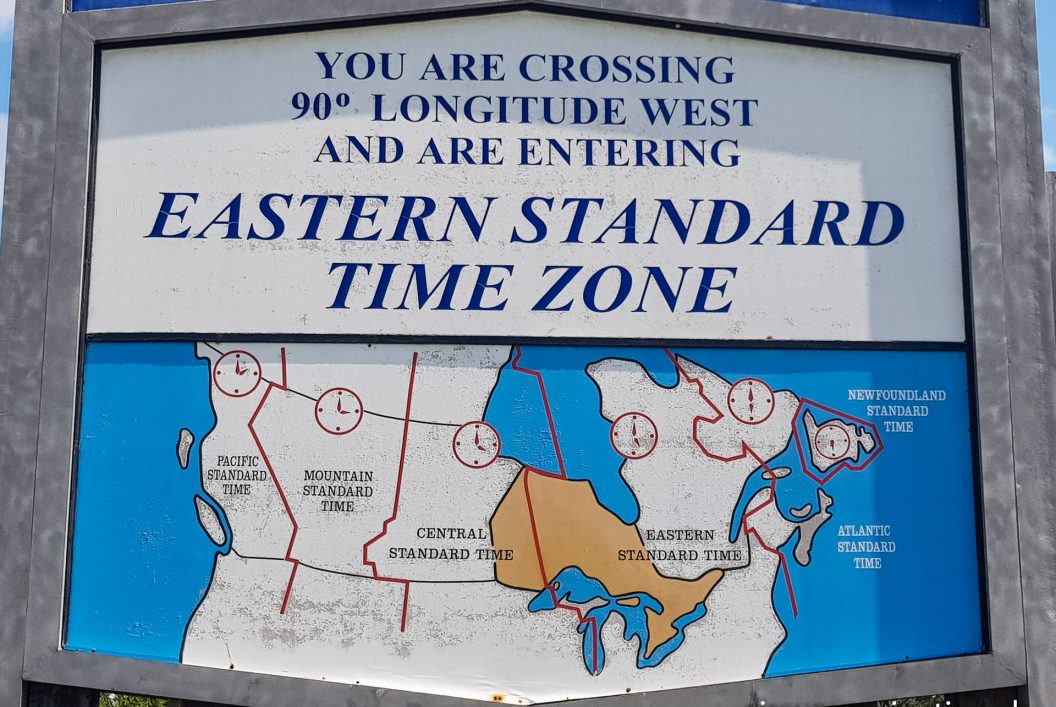 YOU ARE CROSSING
90º LONGITUDE WEST
AND ARE ENTERING
EASTERN STANDARD
TIME ZONE
NEWFOUNDLAND
STANDARD
TIME
PACIFIC
STANDARD
TIME
MOUNTAIN
STANDARD
TIME
CENTRAL
STANDARD TIME
EASTERN
STANDARD TIME
ATLANTIC
STANDARD
TIME